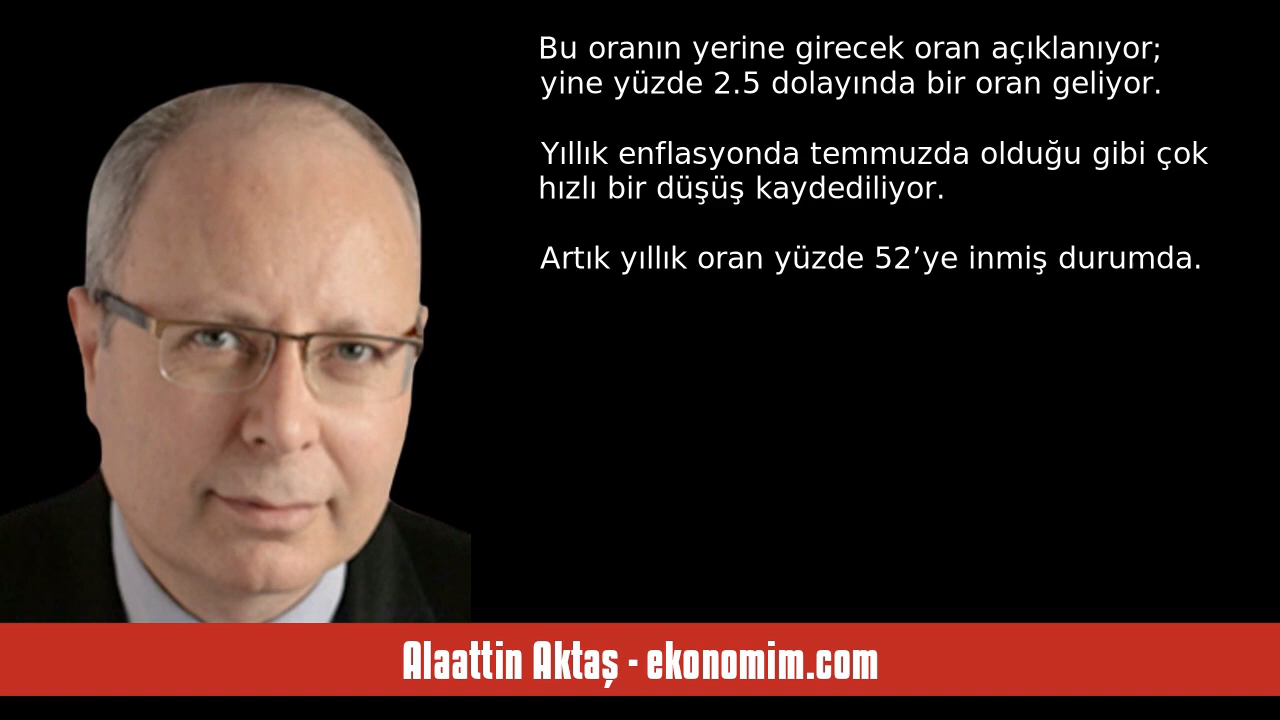 Bu oranın yerine girecek oran açıklanıyor;
yine yüzde 2.5 dolayında bir oran geliyor.
Yıllık enflasyonda temmuzda olduğu gibi çok
hızlı bir düşüş kaydediliyor.
Artık yıllık oran yüzde 52’ye inmiş durumda.
Alaattin Aktaş - ekonomim.com